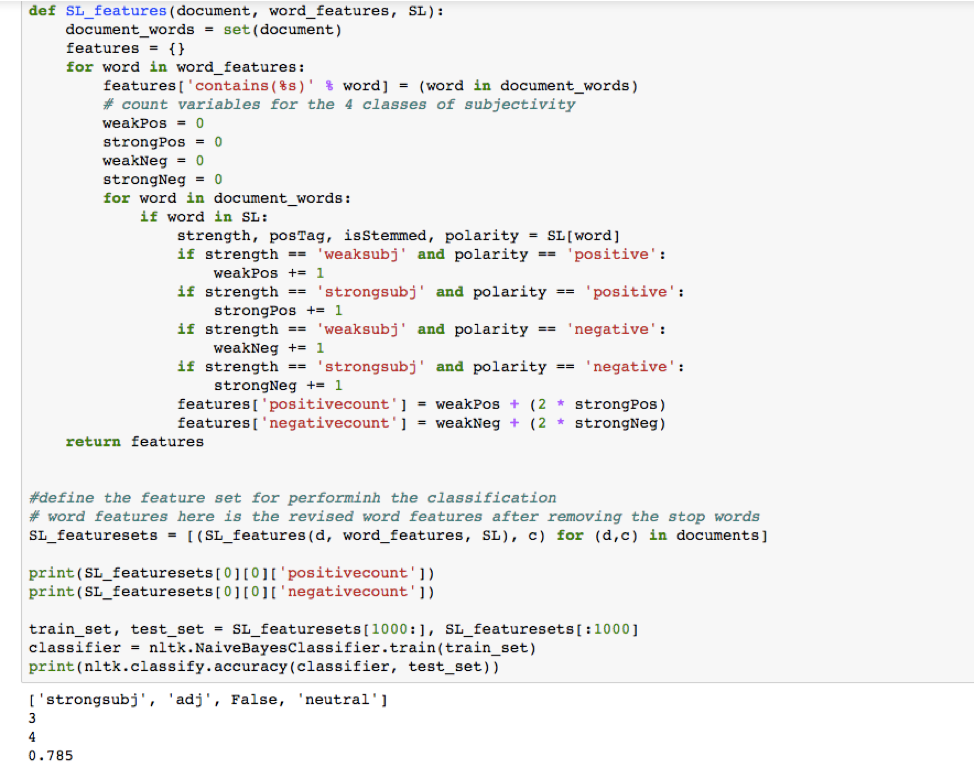 def SL_features(document, word_features, SL):
    document_words = set(document)
    features = {}
    for word in word_features:
        features['contains(%s)' % word] = (word in document_words)
        # count variables for the 4 classes of subjectivity
        weakPos = 0
        strongPos = 0
        weakNeg = 0
        strongNeg = 0
        for word in document_words:
            if word in SL:
                strength, posTag, isStemmed, polarity = SL[word]
                if strength == 'weaksubj' and polarity == 'positive':
                    weakPos += 1
                if strength == 'strongsubj' and polarity == 'positive':
                    strongPos += 1
                if strength == 'weaksubj' and polarity == 'negative':
                    weakNeg += 1
                if strength == 'strongsubj' and polarity == 'negative':
                    strongNeg += 1
                features['positivecount'] = weakPos + (2 * strongPos)
                features['negativecount'] = weakNeg + (2 * strongNeg)
    return features
#define the feature set for performinh the classification
# word features here is the revised word features after removing the stop words
SL_featuresets = [(SL_features(d, word_features, SL), c) for (d,c) in documents]
print(SL_featuresets[0][0]['positivecount'])
print(SL_featuresets[0][0]['negativecount'])
train_set, test_set = SL_featuresets[1000:], SL_featuresets[:1000]
classifier = nltk.NaiveBayesClassifier.train(train_set)
print(nltk.classify.accuracy(classifier, test_set))
['strongsubj', 'adj', False, 'neutral']
3
4
0.785